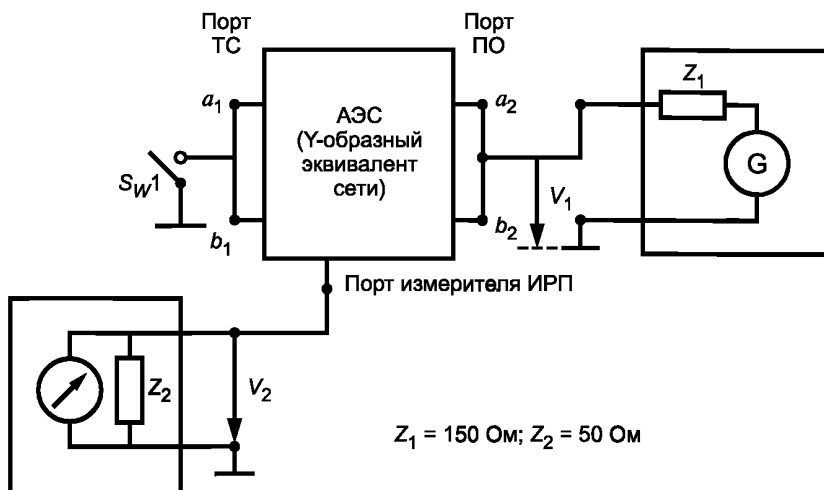 Порт
ТС
Порт
ПО
a₁
b₁
S_W1
АЭС
(Y-образный
эквивалент
сети)
a₂
b₂
V₁
Z₁
G
Порт измерителя ИРП
Z₂
V₂
Z₁ = 150 Ом; Z₂ = 50 Ом